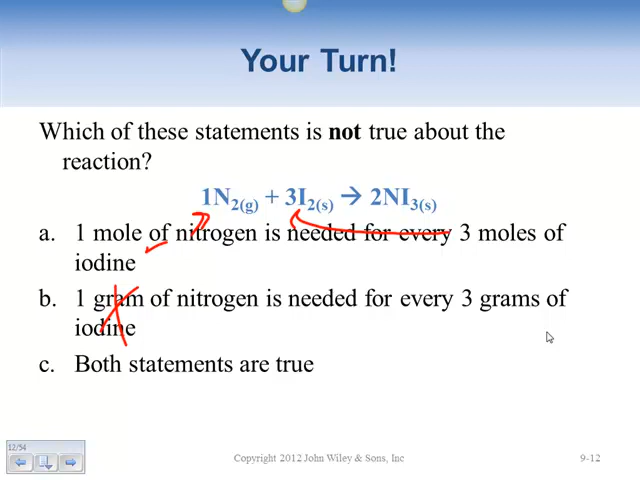 Your Turn!
Which of these statements is not true about the
reaction?
1N2(g) + 3I2(s) → 2NI3(s)
a. 1 mole of nitrogen is needed for every 3 moles of
iodine
b. 1 gram of nitrogen is needed for every 3 grams of
iodine
c. Both statements are true
12/54
Copyright 2012 John Wiley & Sons, Inc
9-12